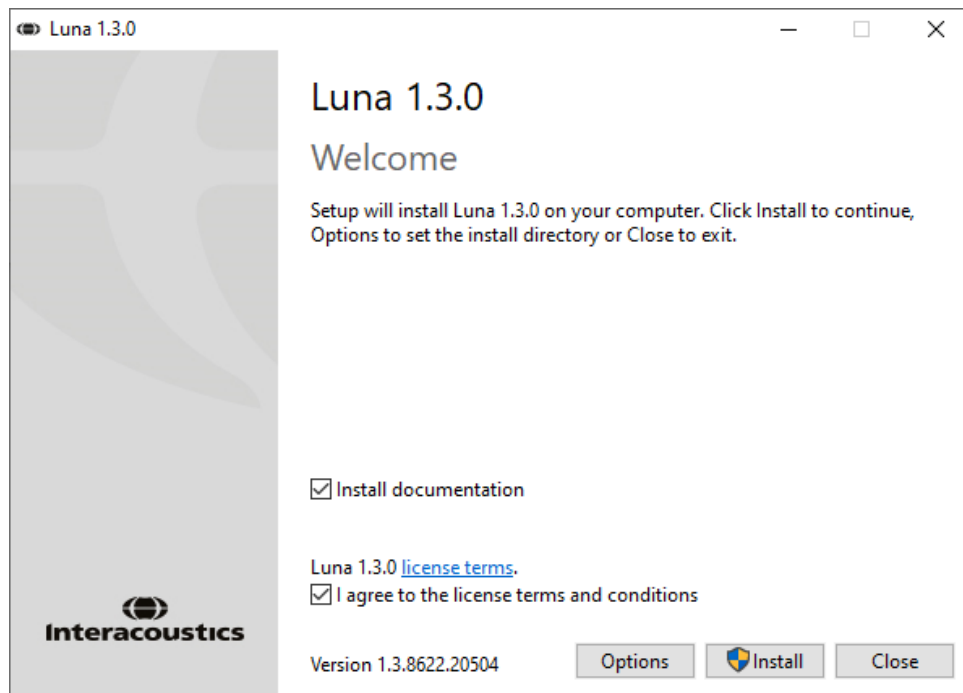 Luna 1.3.0
Luna 1.3.0
Welcome
Setup will install Luna 1.3.0 on your computer. Click Install to continue,
Options to set the install directory or Close to exit.
Install documentation
Luna 1.3.0 license terms.
I agree to the license terms and conditions
Interacoustics
Version 1.3.8622.20504
Options
Install
Close